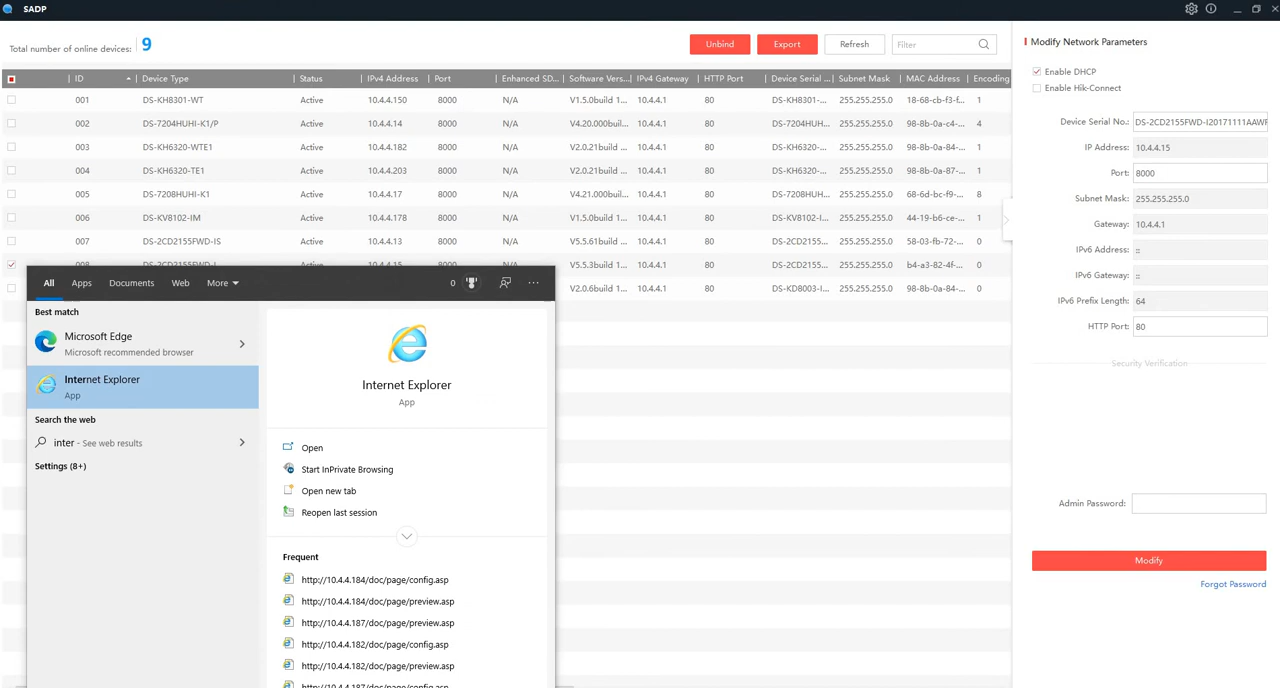 SADP
Total number of online devices: 9
Unbind Export Refresh Filter
ID Device Type Status IPv4 Address Port Enhanced SD... Software Vers... IPv4 Gateway HTTP Port Device Serial ... Subnet Mask MAC Address Encoding
001 DS-KH8301-WT Active 10.4.4.150 8000 N/A V1.5.0build 1... 10.4.4.1 80 DS-KH8301-... 255.255.255.0 18-68-cb-f3-f... 1
002 DS-7204HUHI-K1/P Active 10.4.4.14 8000 N/A V4.20.000buil... 10.4.4.1 80 DS-7204HUH... 255.255.255.0 98-8b-0a-c4-... 4
003 DS-KH6320-WTE1 Active 10.4.4.182 8000 N/A V2.0.21build ... 10.4.4.1 80 DS-KH6320-... 255.255.255.0 98-8b-0a-84-... 1
004 DS-KH6320-TE1 Active 10.4.4.203 8000 N/A V2.0.21build ... 10.4.4.1 80 DS-KH6320-... 255.255.255.0 98-8b-0a-87-... 1
005 DS-7208HUHI-K1 Active 10.4.4.17 8000 N/A V4.21.000buil... 10.4.4.1 80 DS-7208HUHI... 255.255.255.0 68-6d-bc-f9-... 8
006 DS-KV8102-IM Active 10.4.4.178 8000 N/A V1.5.0build 1... 10.4.4.1 80 DS-KV8102-I... 255.255.255.0 44-19-b6-ce-... 1
007 DS-2CD2155FWD-IS Active 10.4.4.13 8000 N/A V5.5.61build ... 10.4.4.1 80 DS-2CD2155... 255.255.255.0 58-03-fb-72-... 0
008 DS-2CD2155FWD-I Active 10.4.4.15 8000 N/A V5.5.3build 1... 10.4.4.1 80 DS-2CD2155... 255.255.255.0 b4-a3-82-4f-... 0
V2.0.6build 1... 10.4.4.1 80 DS-KD8003-I... 255.255.255.0 98-8b-0a-84-... 0
All Apps Documents Web More 0 ...
Best match
Microsoft Edge
Microsoft recommended browser
Internet Explorer
App
Search the web
inter - See web results
Settings (8+)
Internet Explorer
App
Open
Start InPrivate Browsing
Open new tab
Reopen last session
Frequent
http://10.4.4.184/doc/page/config.asp
http://10.4.4.184/doc/page/preview.asp
http://10.4.4.187/doc/page/preview.asp
http://10.4.4.182/doc/page/config.asp
http://10.4.4.182/doc/page/preview.asp
http://10.4.4.187/doc/page/config.asp
Modify Network Parameters
Enable DHCP
Enable Hik-Connect
Device Serial No.: DS-2CD2155FWD-I20171111AAWR
IP Address: 10.4.4.15
Port: 8000
Subnet Mask: 255.255.255.0
Gateway: 10.4.4.1
IPv6 Address: ::
IPv6 Gateway: ::
IPv6 Prefix Length: 64
HTTP Port: 80
Security Verification
Admin Password:
Modify
Forgot Password